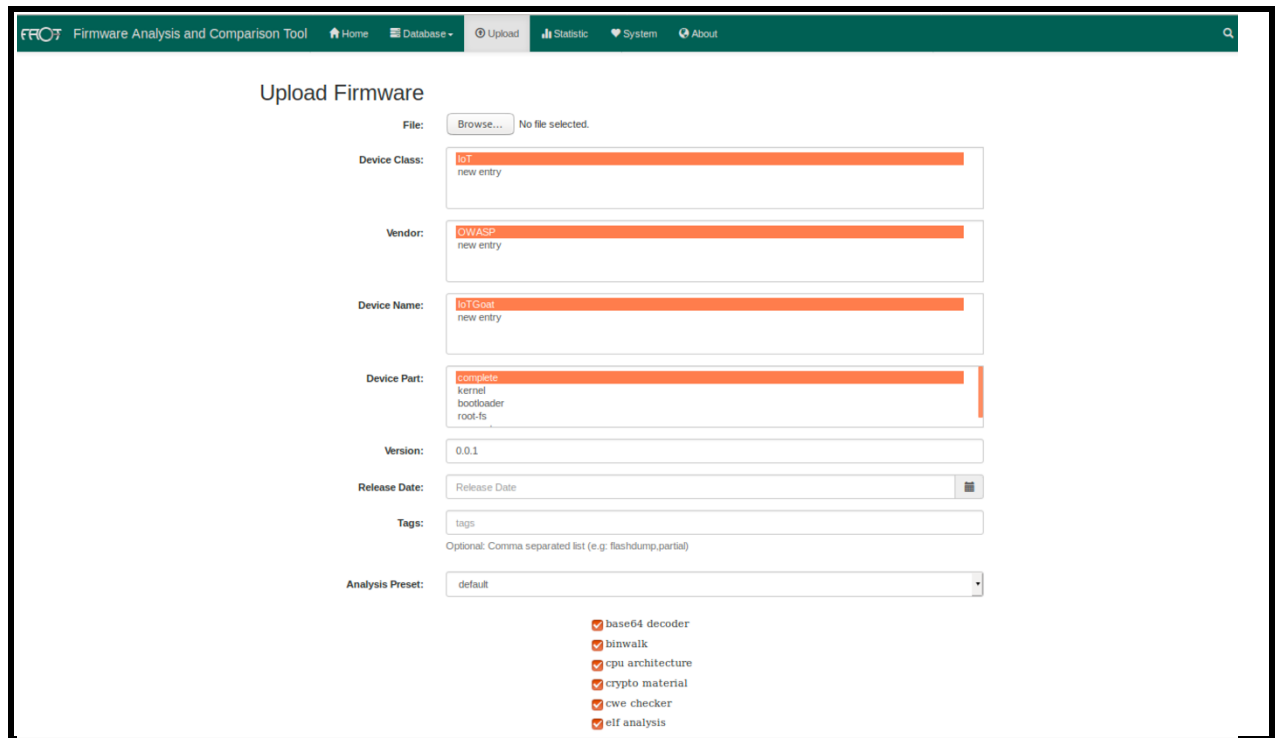 FACT Firmware Analysis and Comparison Tool Home Database Upload Statistic System About
Upload Firmware
File: Browse... No file selected.
Device Class: IoT
new entry
Vendor: OWASP
new entry
Device Name: IoTGoat
new entry
Device Part: complete
kernel
bootloader
root-fs
Version: 0.0.1
Release Date: Release Date
Tags: tags
Optional: Comma separated list (e.g: flashdump,partial)
Analysis Preset: default
base64 decoder
binwalk
cpu architecture
crypto material
cwe checker
elf analysis